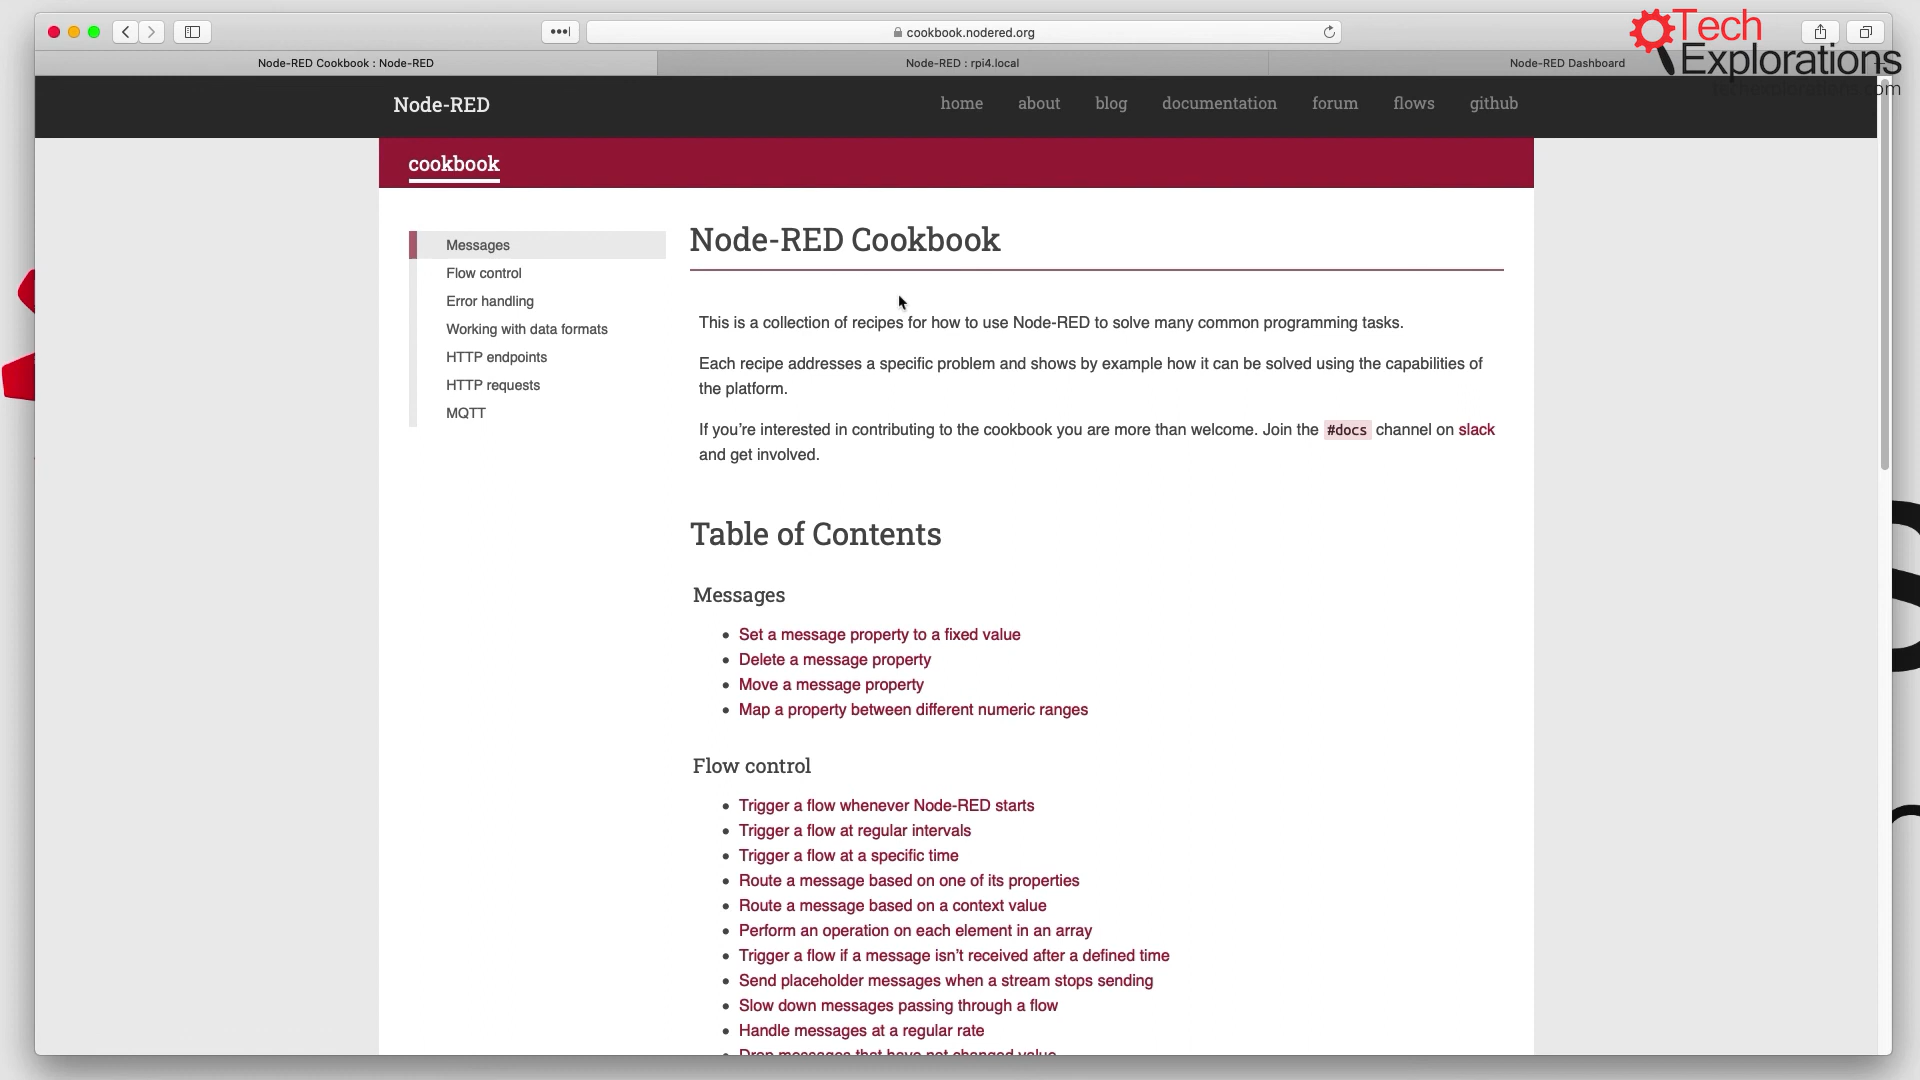 cookbook.nodered.org
Node-RED Cookbook : Node-RED
Node-RED : rpi4.local
Node-RED Dashboard
Tech
Explorations
Node-RED
home
about
blog
documentation
forum
flows
github
cookbook
Messages
Flow control
Error handling
Working with data formats
HTTP endpoints
HTTP requests
MQTT
Node-RED Cookbook
This is a collection of recipes for how to use Node-RED to solve many common programming tasks.
Each recipe addresses a specific problem and shows by example how it can be solved using the capabilities of
the platform.
If you’re interested in contributing to the cookbook you are more than welcome. Join the #docs channel on slack
and get involved.
Table of Contents
Messages
Set a message property to a fixed value
Delete a message property
Move a message property
Map a property between different numeric ranges
Flow control
Trigger a flow whenever Node-RED starts
Trigger a flow at regular intervals
Trigger a flow at a specific time
Route a message based on one of its properties
Route a message based on a context value
Perform an operation on each element in an array
Trigger a flow if a message isn’t received after a defined time
Send placeholder messages when a stream stops sending
Slow down messages passing through a flow
Handle messages at a regular rate
Drop messages that have not changed value